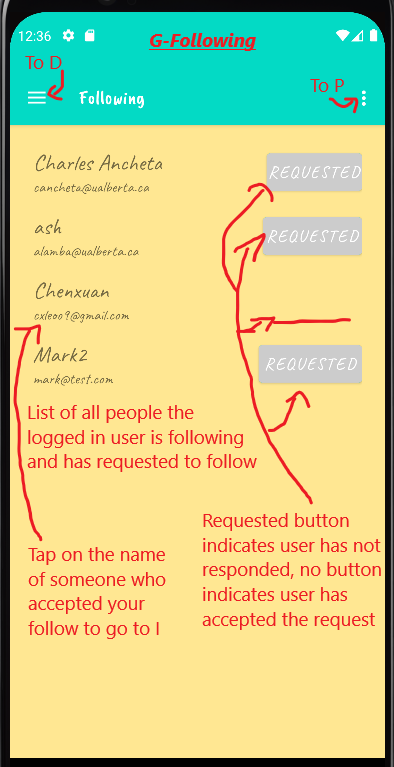 12:36
G-Following
To D
To P
Following
Charles Ancheta
cancheta@ualberta.ca
REQUESTED
ash
alamba@ualberta.ca
REQUESTED
Chenxuan
cxleo09@gmail.com
Mark2
mark@test.com
REQUESTED
List of all people the
logged in user is following
and has requested to follow
Requested button
indicates user has not
responded, no button
indicates user has
accepted the request
Tap on the name
of someone who
accepted your
follow to go to I